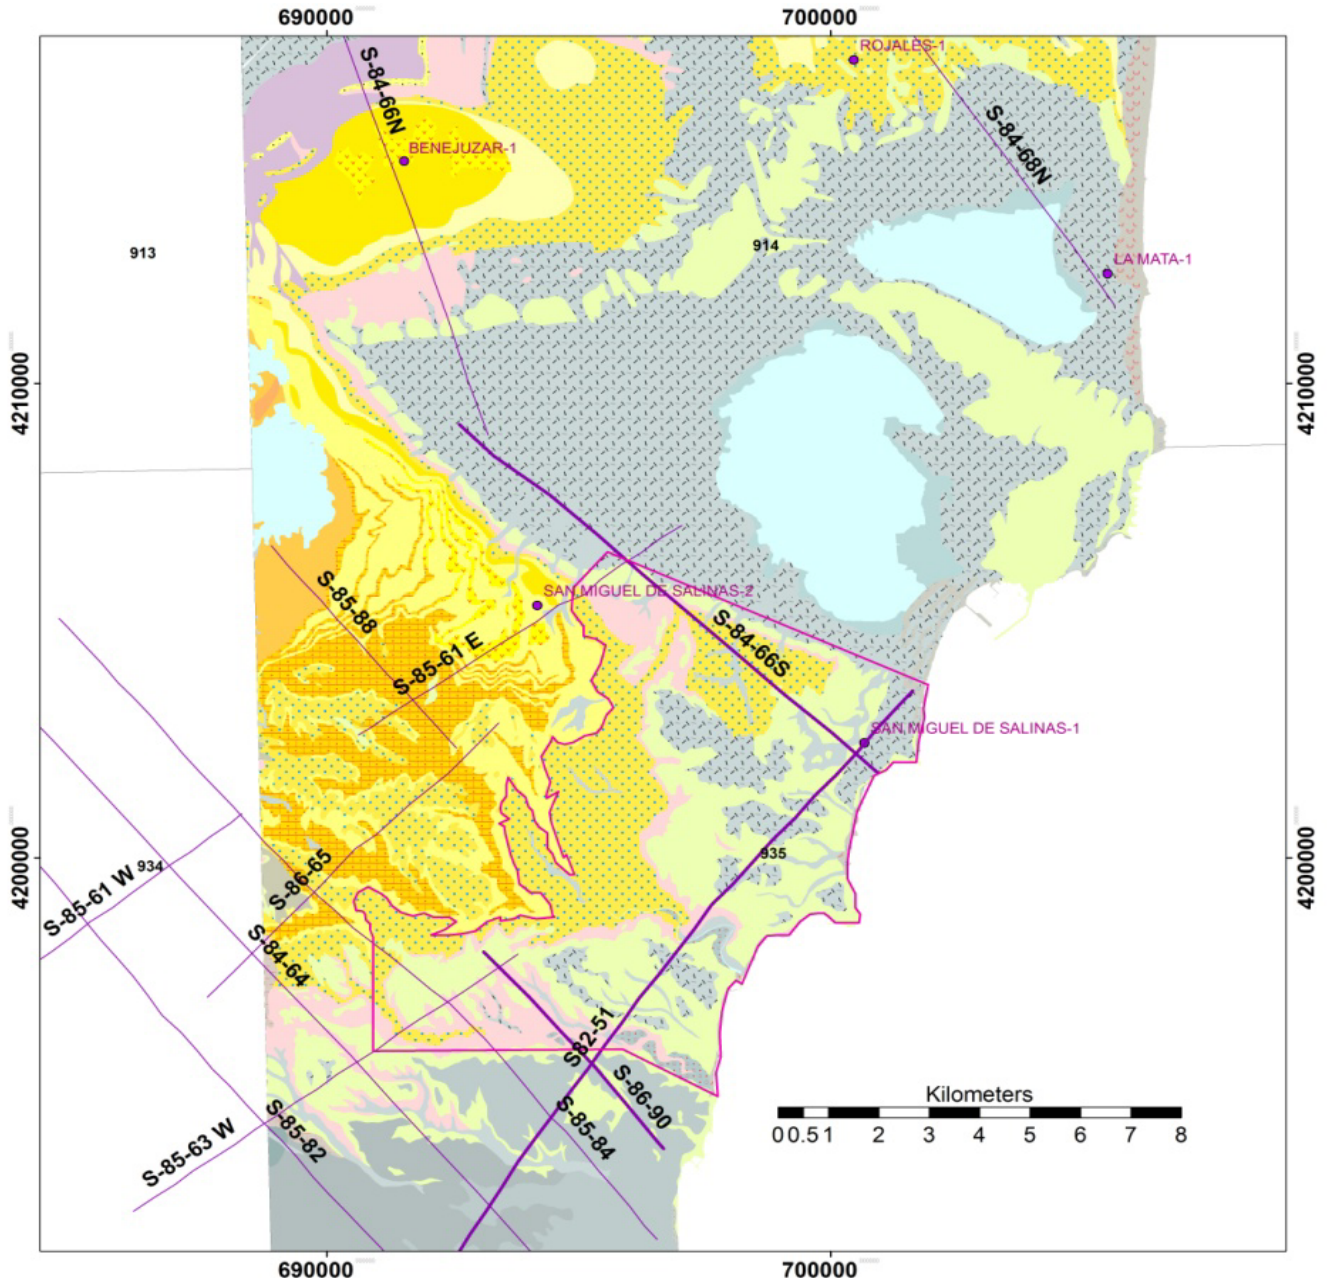 690000
700000
ROJALES-1
S-84-66N
S-84-68N
BENEJUZAR-1
913
914
LA MATA-1
4210000
4210000
SAN MIGUEL DE SALINAS-2
S-85-88
S-84-66S
S-85-61 E
SAN MIGUEL DE SALINAS-1
4200000
934
935
4200000
S-86-65
S-85-61 W
S-84-64
S82-51
S-86-90
Kilometers
0 0.5 1 2 3 4 5 6 7 8
S-85-82
S-85-84
S-85-63 W
690000
700000